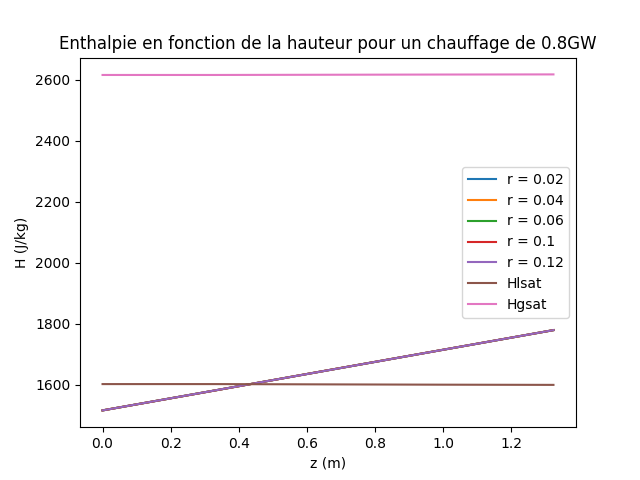 Enthalpie en fonction de la hauteur pour un chauffage de 0.8GW
2600
2400
2200
2000
1800
1600
H (J/kg)
r = 0.02
r = 0.04
r = 0.06
r = 0.1
r = 0.12
Hlsat
Hgsat
0.0 0.2 0.4 0.6 0.8 1.0 1.2
z (m)